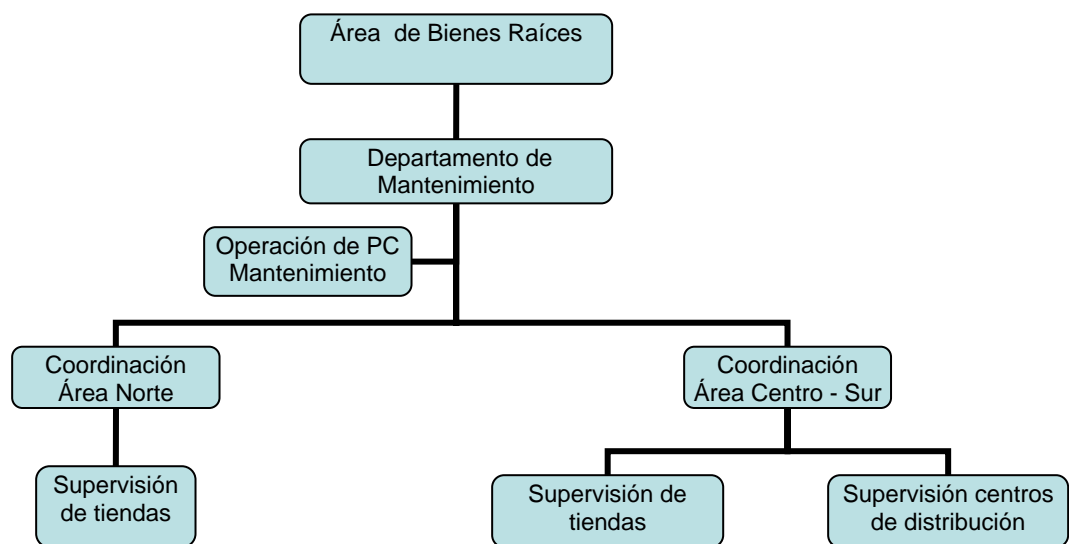 Área de Bienes Raíces
Departamento de
Mantenimiento
Operación de PC
Mantenimiento
Coordinación
Área Norte
Coordinación
Área Centro - Sur
Supervisión
de tiendas
Supervisión de
tiendas
Supervisión centros
de distribución